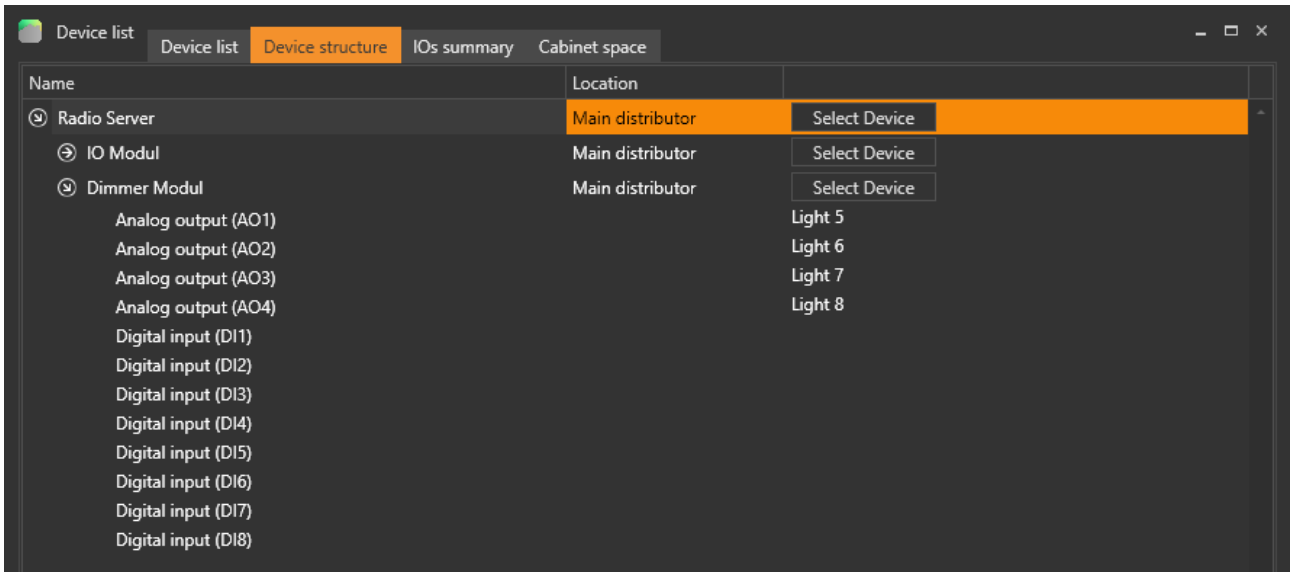 Device list
Device list Device structure IOs summary Cabinet space
Name Location
Radio Server Main distributor Select Device
IO Modul Main distributor Select Device
Dimmer Modul Main distributor Select Device
Analog output (AO1) Light 5
Analog output (AO2) Light 6
Analog output (AO3) Light 7
Analog output (AO4) Light 8
Digital input (DI1)
Digital input (DI2)
Digital input (DI3)
Digital input (DI4)
Digital input (DI5)
Digital input (DI6)
Digital input (DI7)
Digital input (DI8)